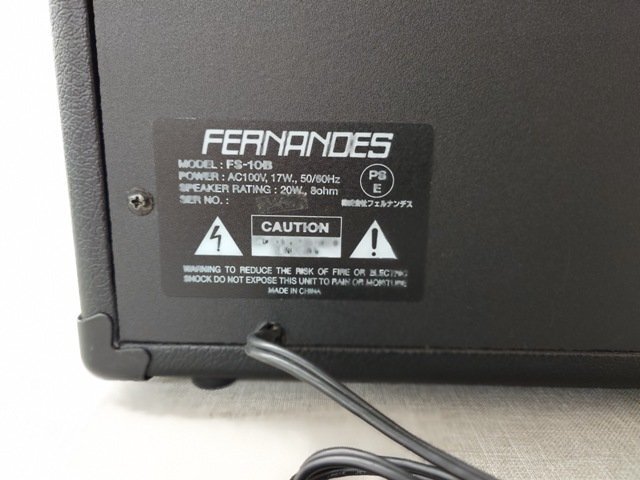 FERNANDES
MODEL : FS-10B
POWER : AC100V, 17W., 50/60Hz
SPEAKER RATING : 20W., 8ohm
SER NO. :
PS
E
株式会社フェルナンデス
CAUTION
WARNING TO REDUCE THE RISK OF FIRE OR ELECTRIC
SHOCK DO NOT EXPOSE THIS UNIT TO RAIN OR MOISTURE
MADE IN CHINA